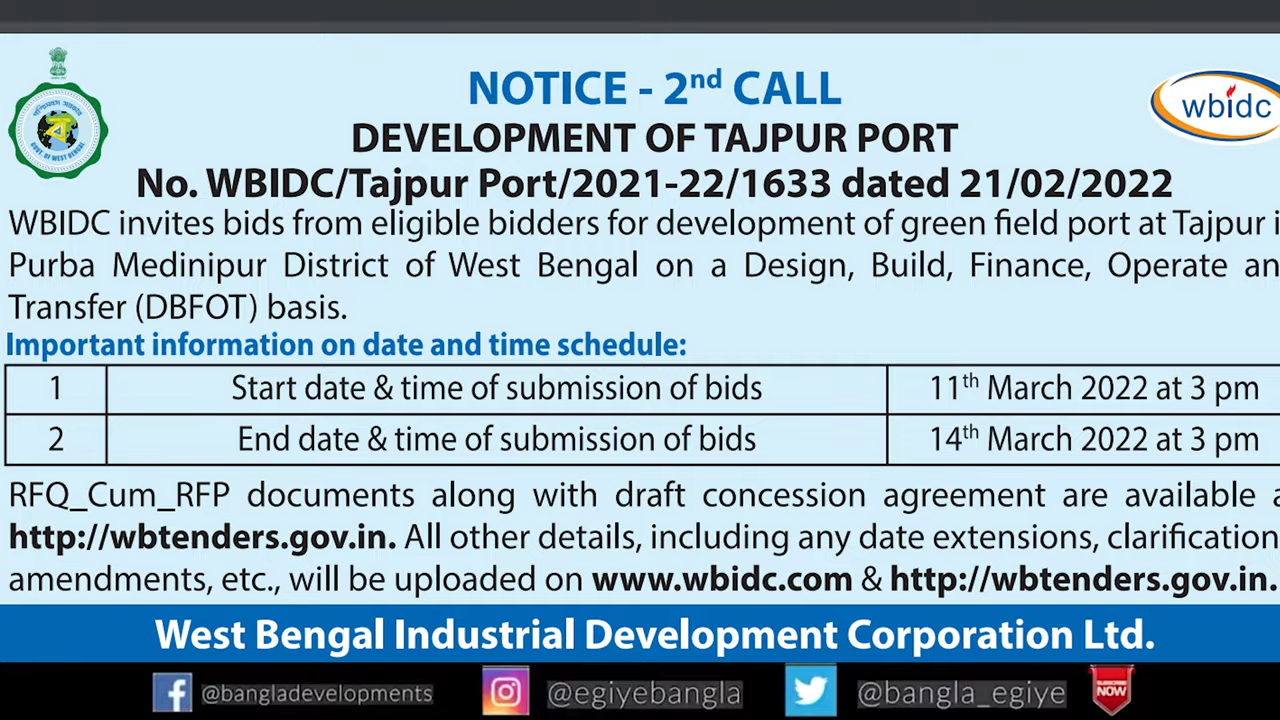 NOTICE - 2nd CALL
wbidc
DEVELOPMENT OF TAJPUR PORT
GOVT. OF WEST BENGAL
No. WBIDC/Tajpur Port/2021-22/1633 dated 21/02/2022
WBIDC invites bids from eligible bidders for development of green field port at Tajpur i
Purba Medinipur District of West Bengal on a Design, Build, Finance, Operate an
Transfer (DBFOT) basis.
Important information on date and time schedule:
1 Start date & time of submission of bids 11th March 2022 at 3 pm
2 End date & time of submission of bids 14th March 2022 at 3 pm
RFQ_Cum_RFP documents along with draft concession agreement are available a
http://wbtenders.gov.in. All other details, including any date extensions, clarification
amendments, etc., will be uploaded on www.wbidc.com & http://wbtenders.gov.in.
West Bengal Industrial Development Corporation Ltd.
@bangladevelopments @egiyebangla @bangla_egiye SUBSCRIBE NOW